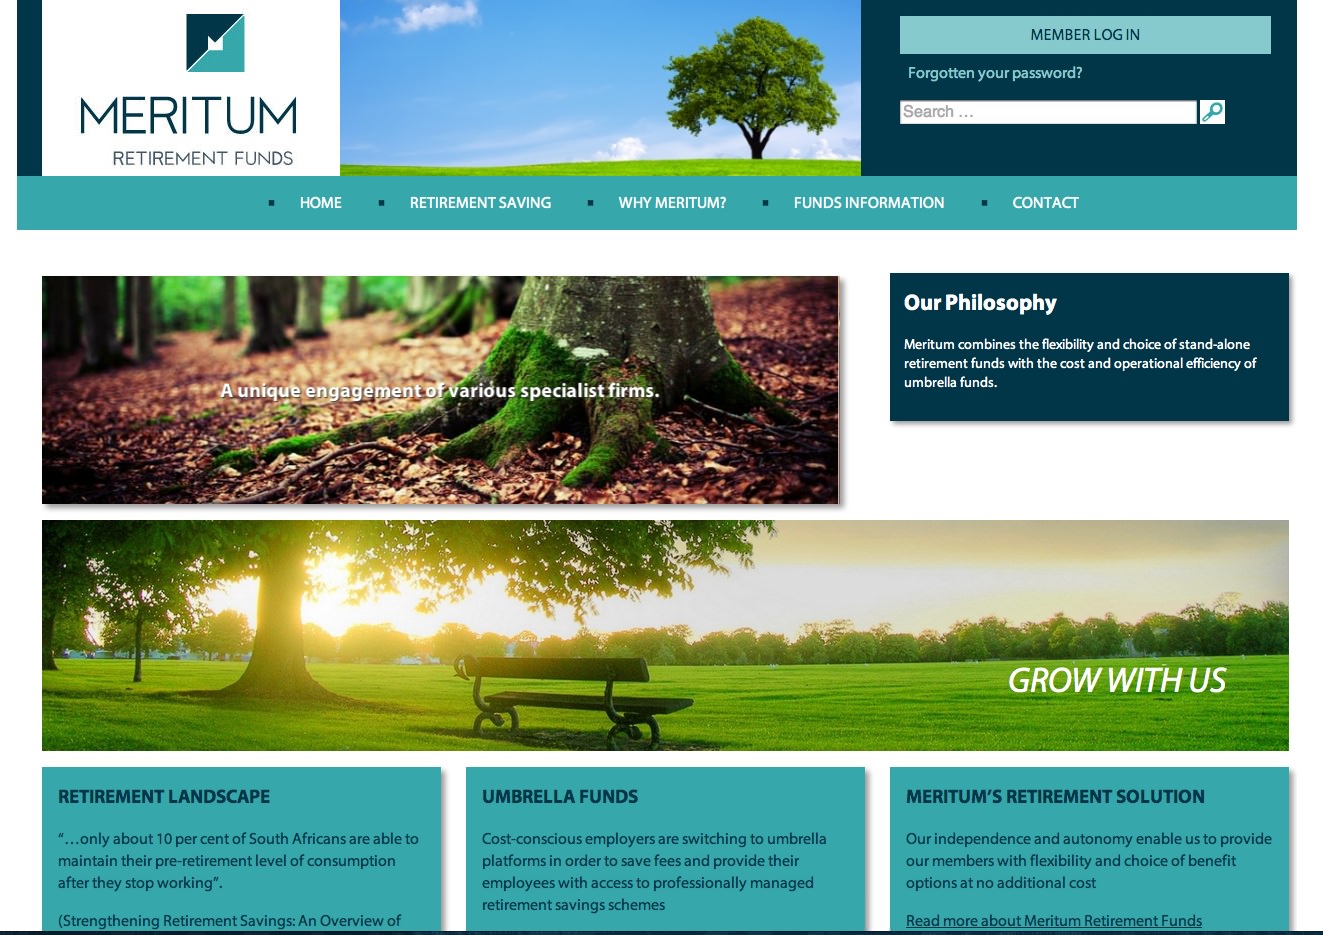 MERITUM
RETIREMENT FUNDS
MEMBER LOG IN
Forgotten your password?
Search …
HOME
RETIREMENT SAVING
WHY MERITUM?
FUNDS INFORMATION
CONTACT
A unique engagement of various specialist firms.
Our Philosophy
Meritum combines the flexibility and choice of stand-alone
retirement funds with the cost and operational efficiency of
umbrella funds.
GROW WITH US
RETIREMENT LANDSCAPE
“…only about 10 per cent of South Africans are able to
maintain their pre-retirement level of consumption
after they stop working”.
(Strengthening Retirement Savings: An Overview of
UMBRELLA FUNDS
Cost-conscious employers are switching to umbrella
platforms in order to save fees and provide their
employees with access to professionally managed
retirement savings schemes
MERITUM’S RETIREMENT SOLUTION
Our independence and autonomy enable us to provide
our members with flexibility and choice of benefit
options at no additional cost
Read more about Meritum Retirement Funds